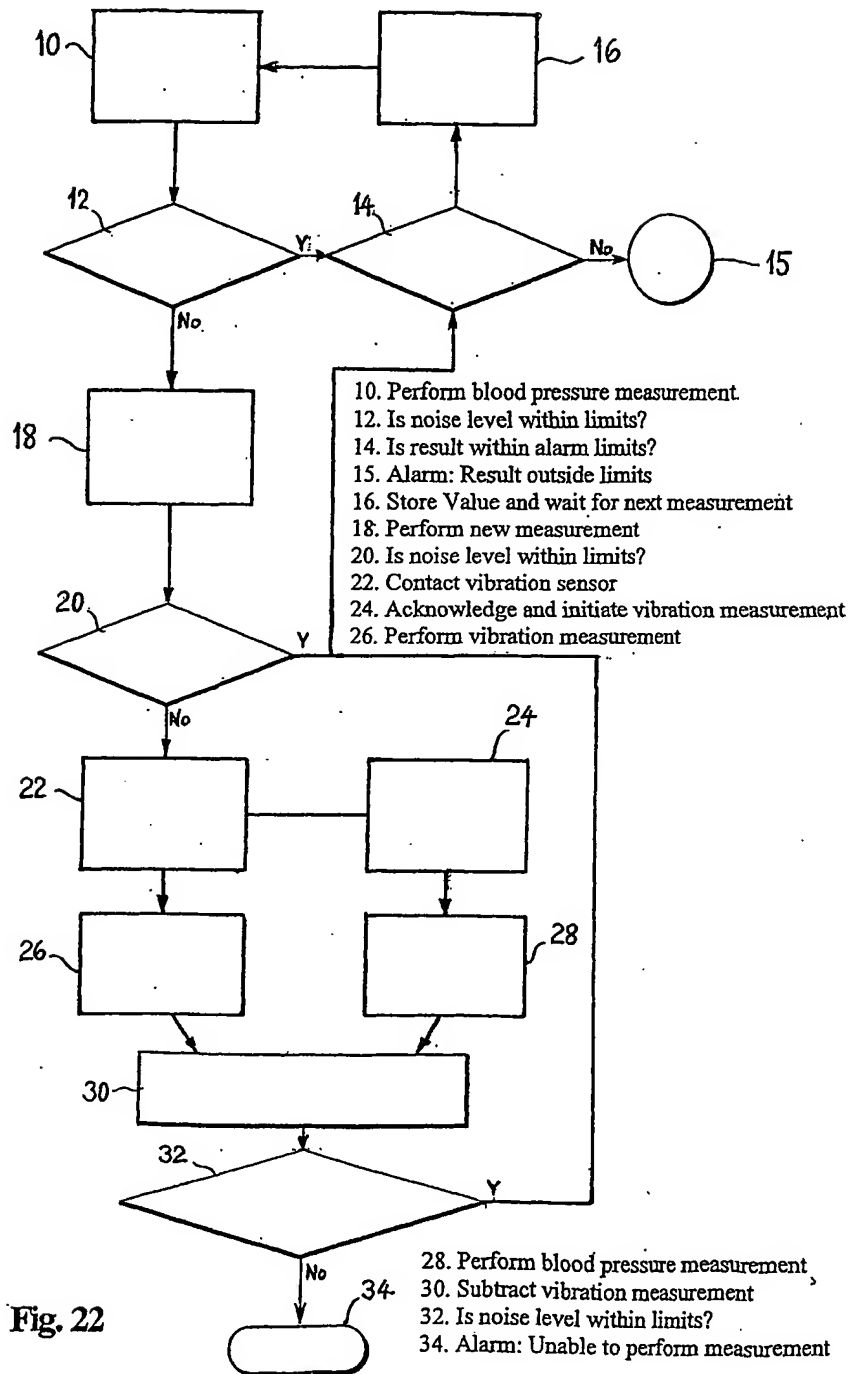 10
16
12
Y
14
No
15
No
18
10. Perform blood pressure measurement.
12. Is noise level within limits?
14. Is result within alarm limits?
15. Alarm: Result outside limits
16. Store Value and wait for next measurement
18. Perform new measurement
20. Is noise level within limits?
22. Contact vibration sensor
24. Acknowledge and initiate vibration measurement
26. Perform vibration measurement
20
Y
No
24
22
26
28
30
32
Y
No
28. Perform blood pressure measurement
30. Subtract vibration measurement
32. Is noise level within limits?
34. Alarm: Unable to perform measurement
34
Fig. 22